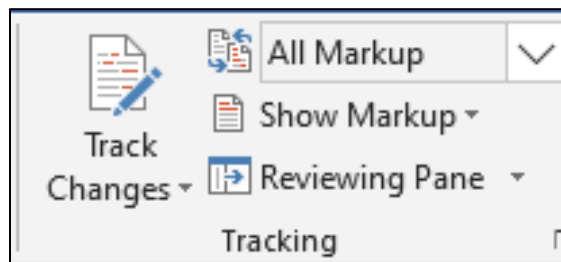 All Markup
Show Markup
Track
Changes
Reviewing Pane
Tracking